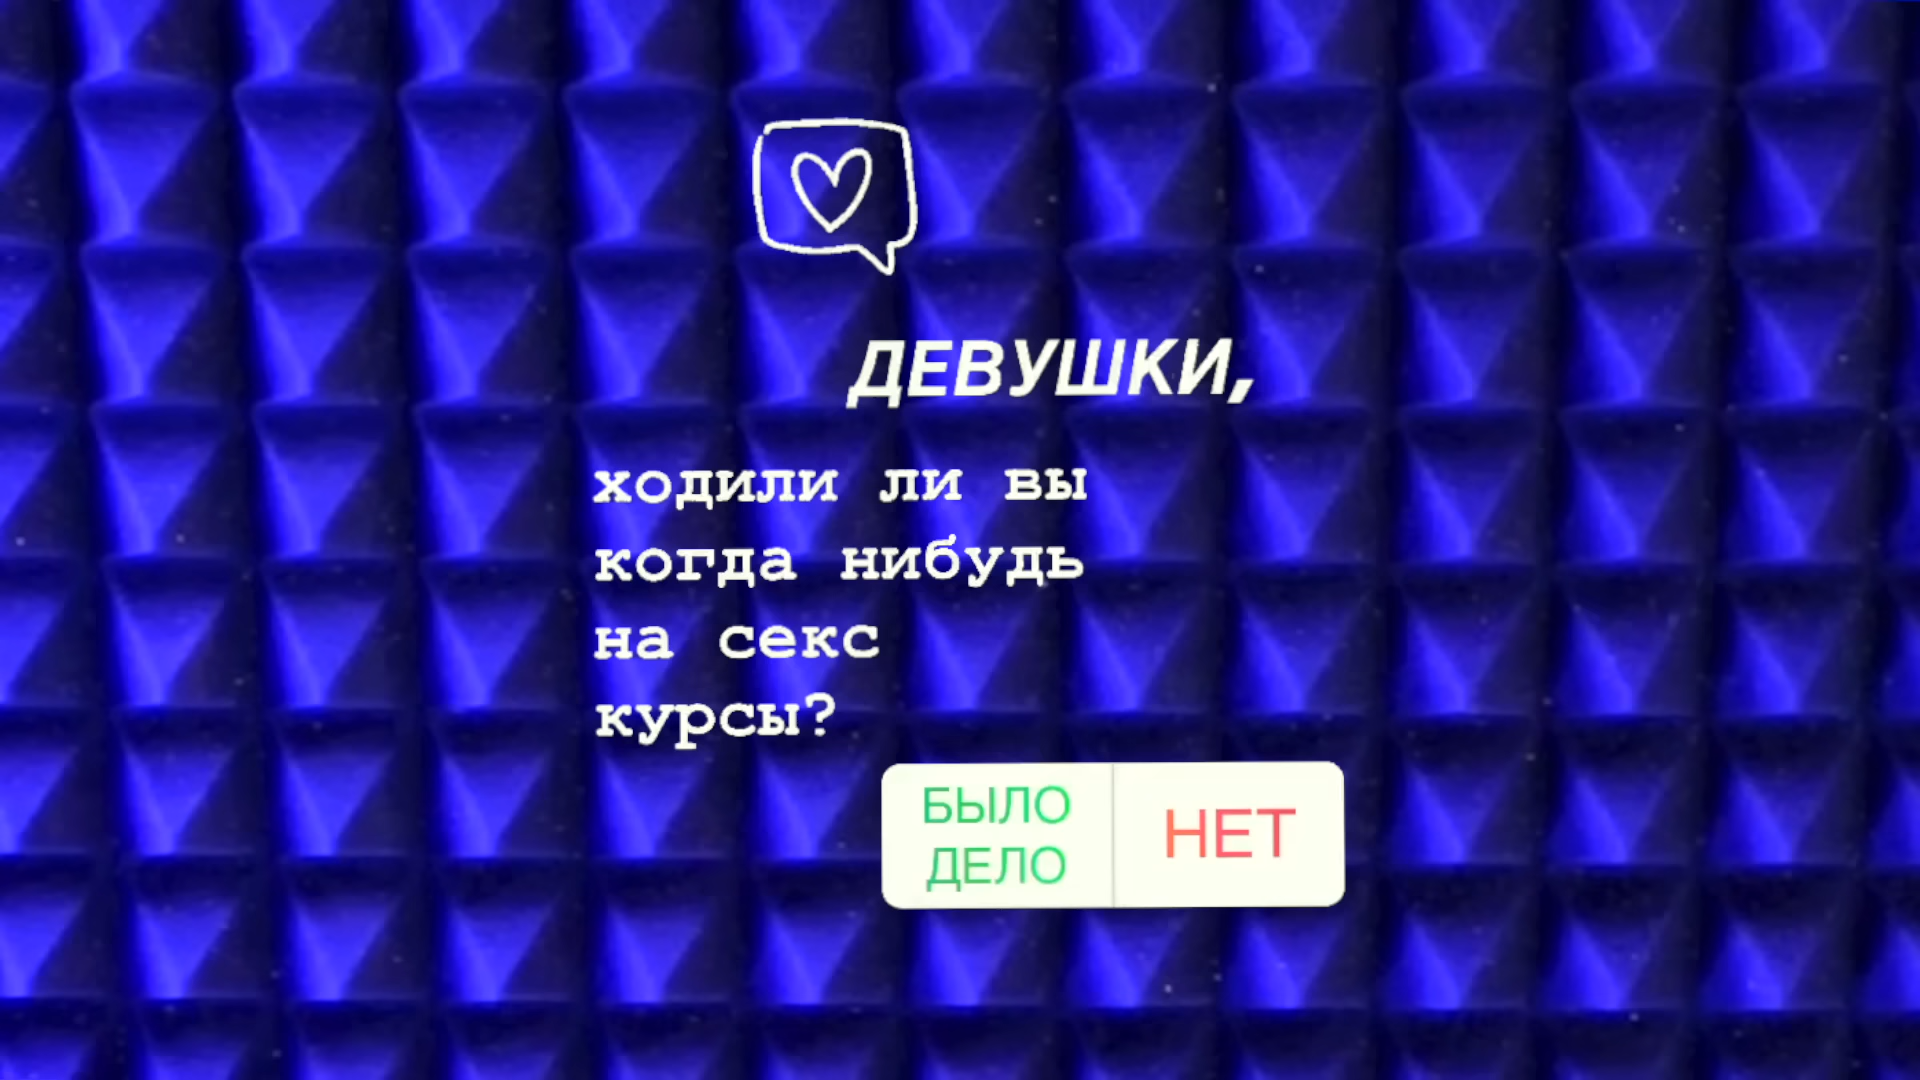 ДЕВУШКИ,
ходили ли вы
когда нибудь
на секс
курсы?
БЫЛО
ДЕЛО
НЕТ